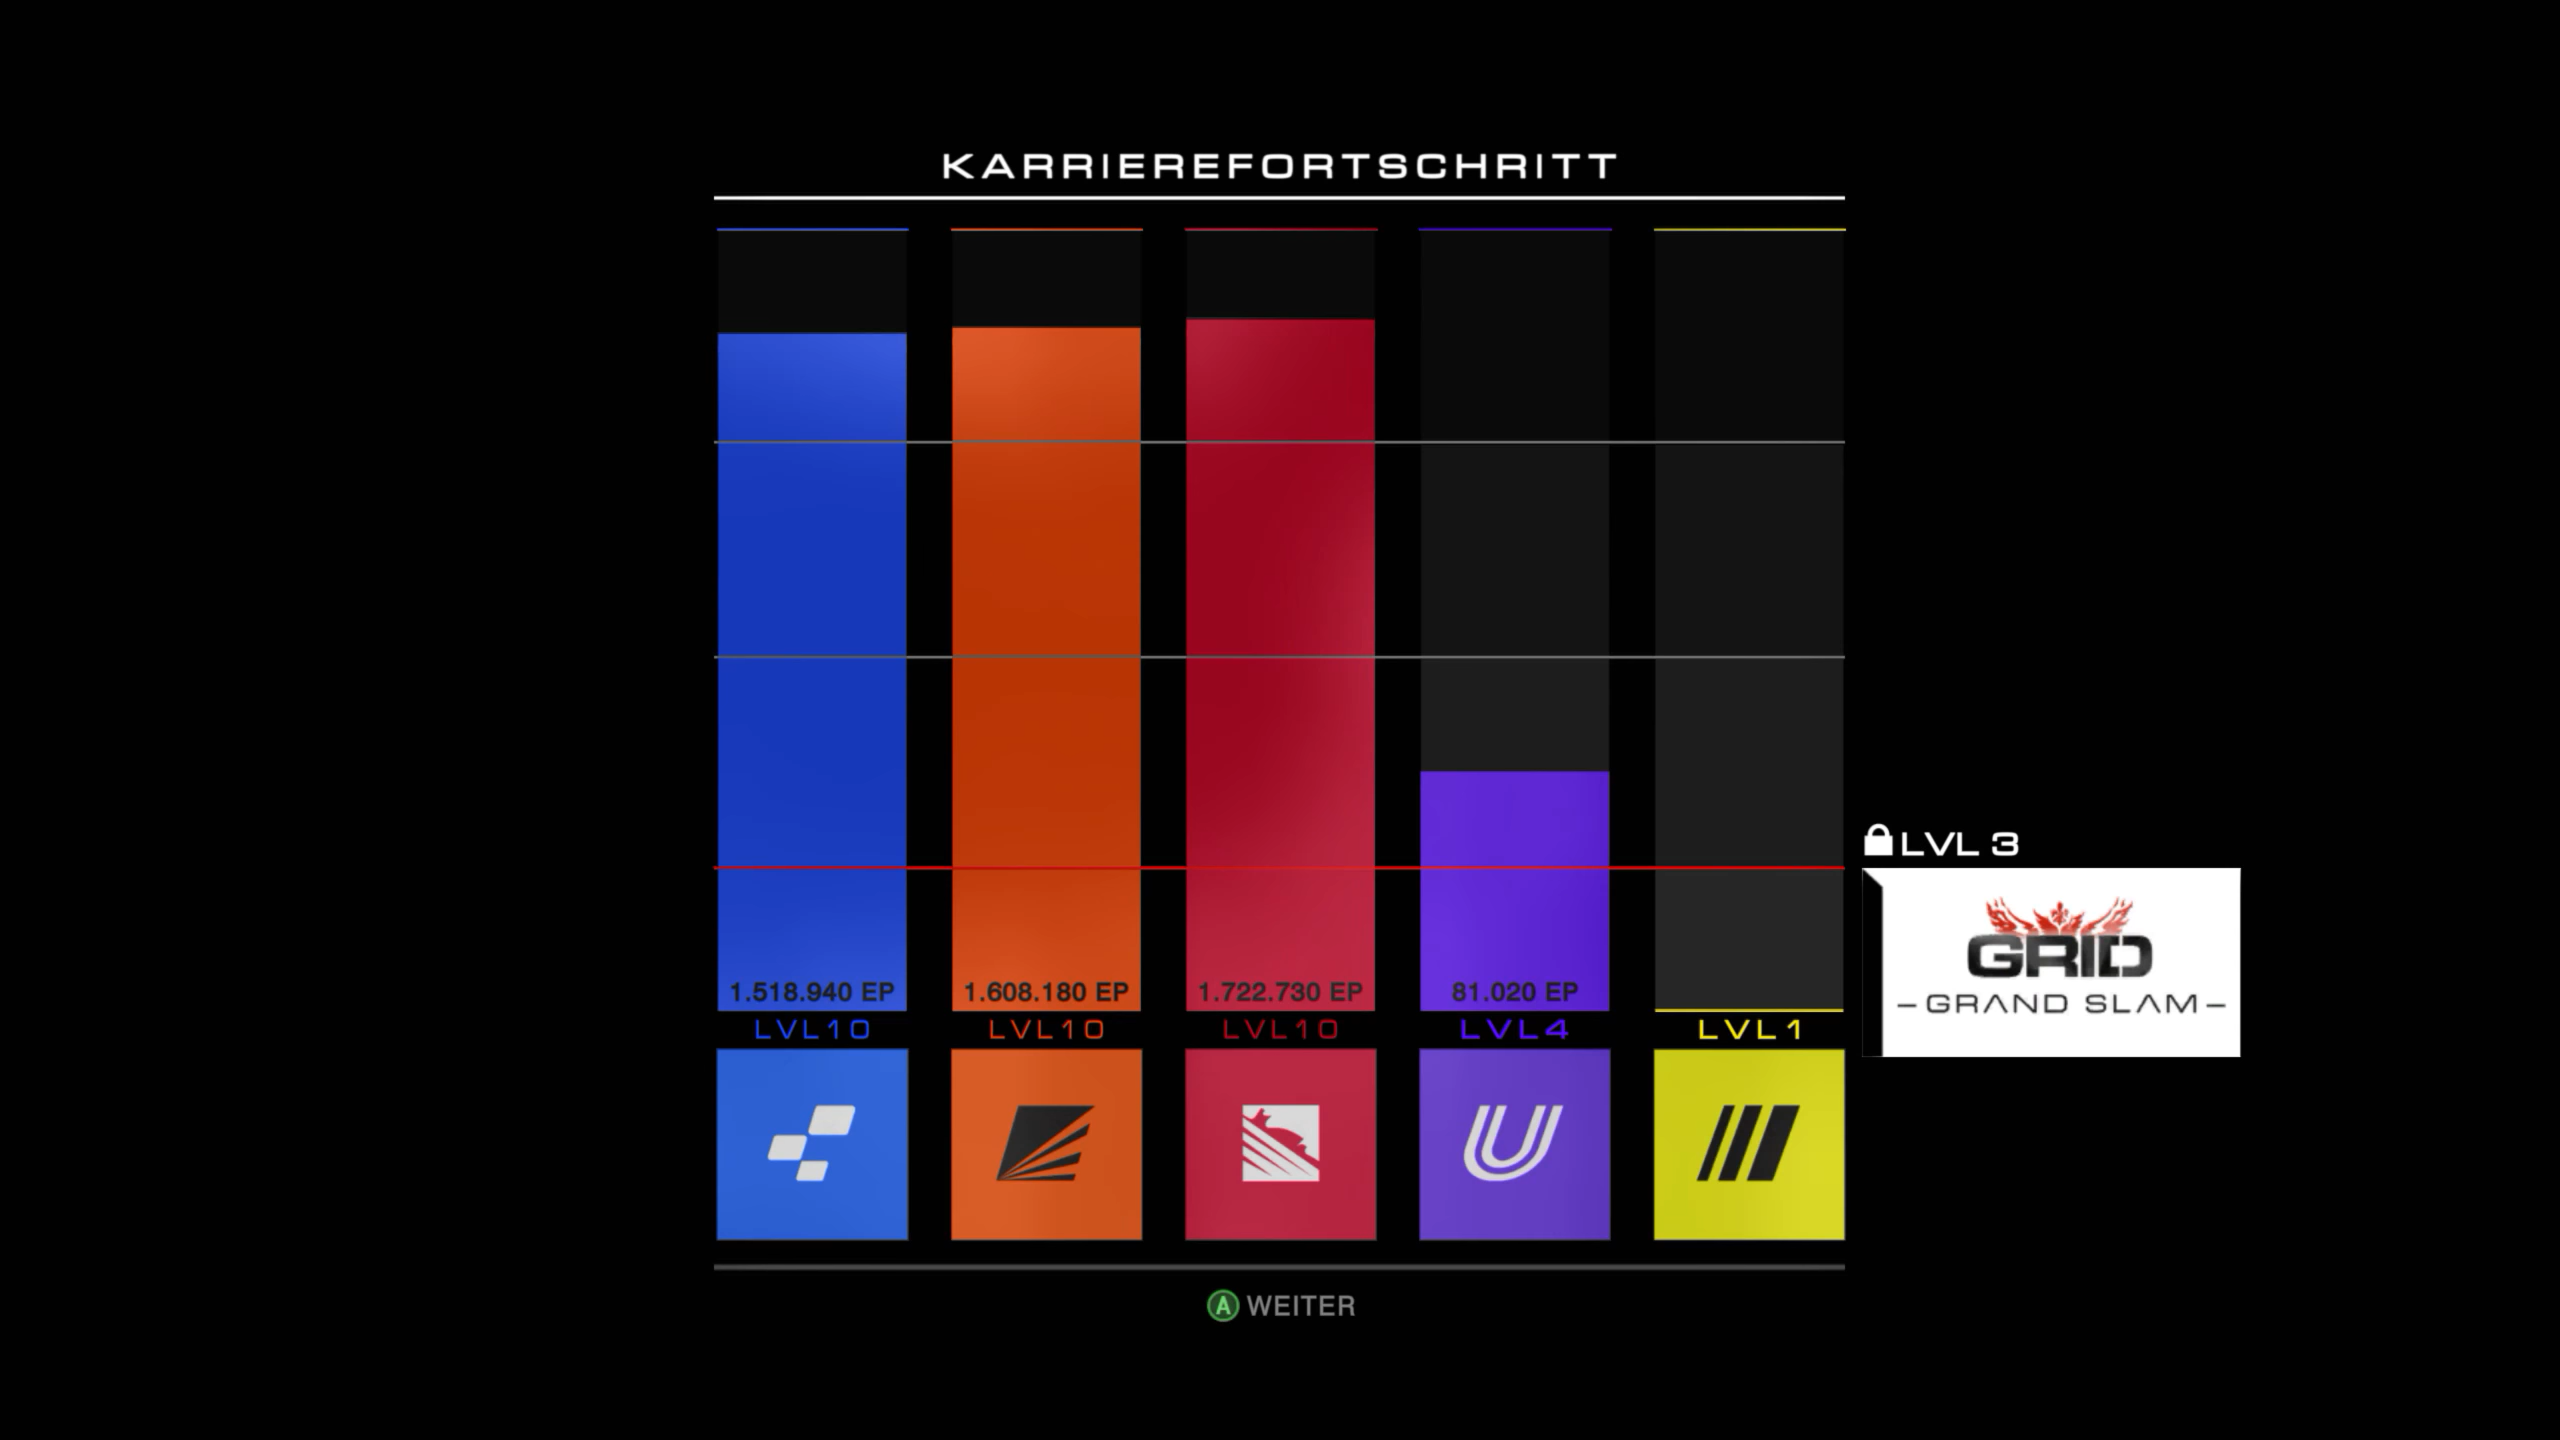 KARRIEREFORTSCHRITT
1.518.940 EP
1.608.180 EP
1.722.730 EP
81.020 EP
LVL10
LVL10
LVL10
LVL4
LVL1
LVL 3
GRID
-GRAND SLAM-
A WEITER